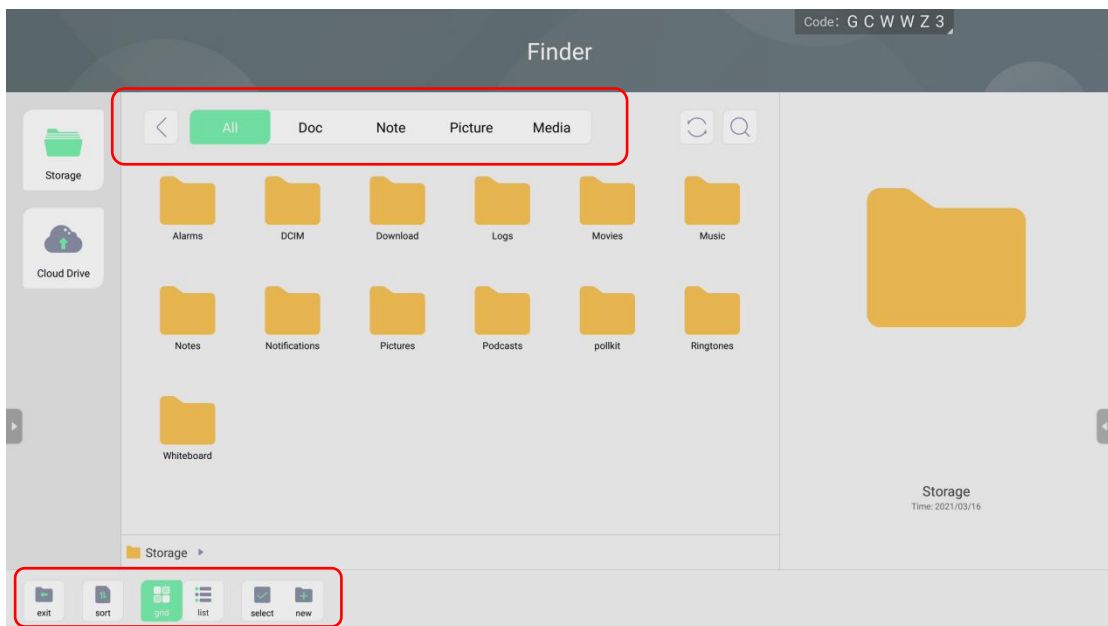 Code: G C W W Z 3
Finder
All Doc Note Picture Media
Storage
Cloud Drive
Alarms DCIM Download Logs Movies Music
Notes Notifications Pictures Podcasts pollkit Ringtones
Whiteboard
Storage
Time: 2021/03/16
Storage
exit sort grid list select new